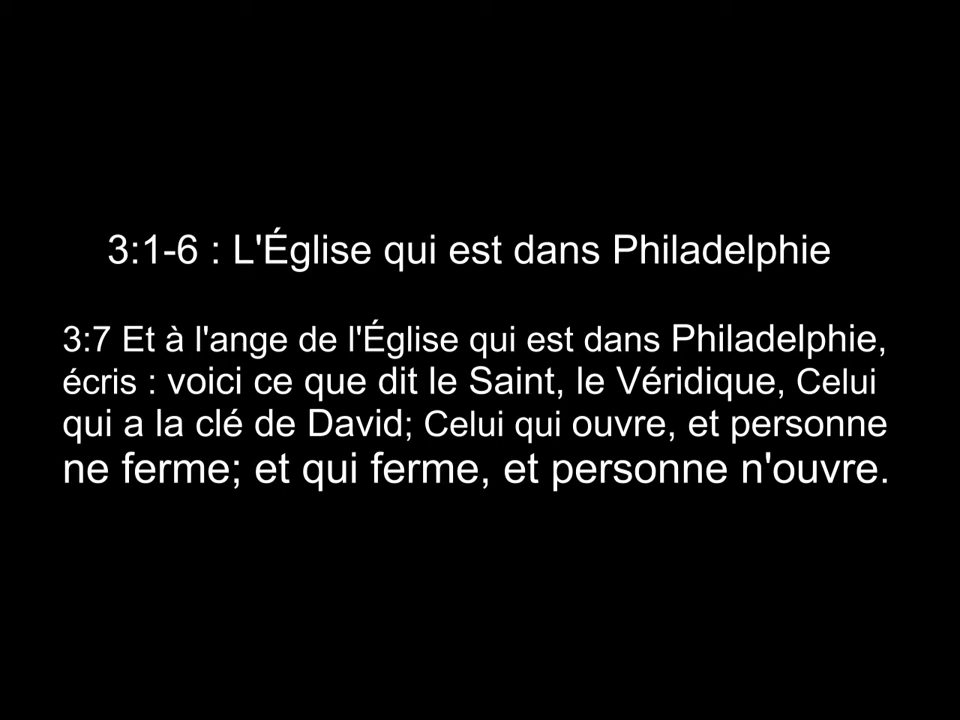 3:1-6 : L'Église qui est dans Philadelphie
3:7 Et à l'ange de l'Église qui est dans Philadelphie,
écris : voici ce que dit le Saint, le Véridique, Celui
qui a la clé de David; Celui qui ouvre, et personne
ne ferme; et qui ferme, et personne n'ouvre.